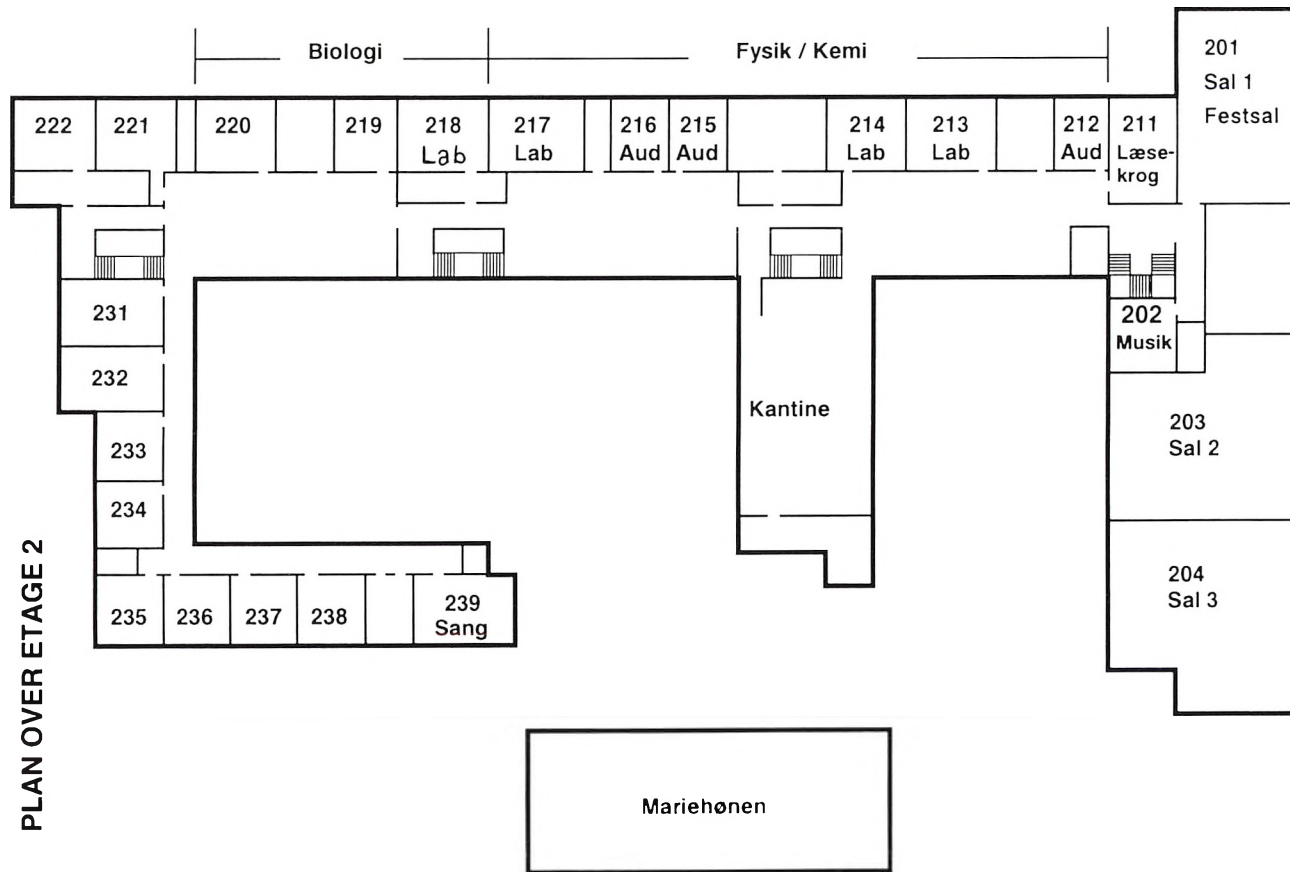 Biologi
Fysik / Kemi
201
Sal 1
Festsal
222
221
220
219
218
Lab
217
Lab
216
Aud
215
Aud
214
Lab
213
Lab
212
Aud
211
Læse-
krog
231
232
233
234
235
236
237
238
239
Sang
Kantine
202
Musik
203
Sal 2
204
Sal 3
PLAN OVER ETAGE 2
Mariehønen